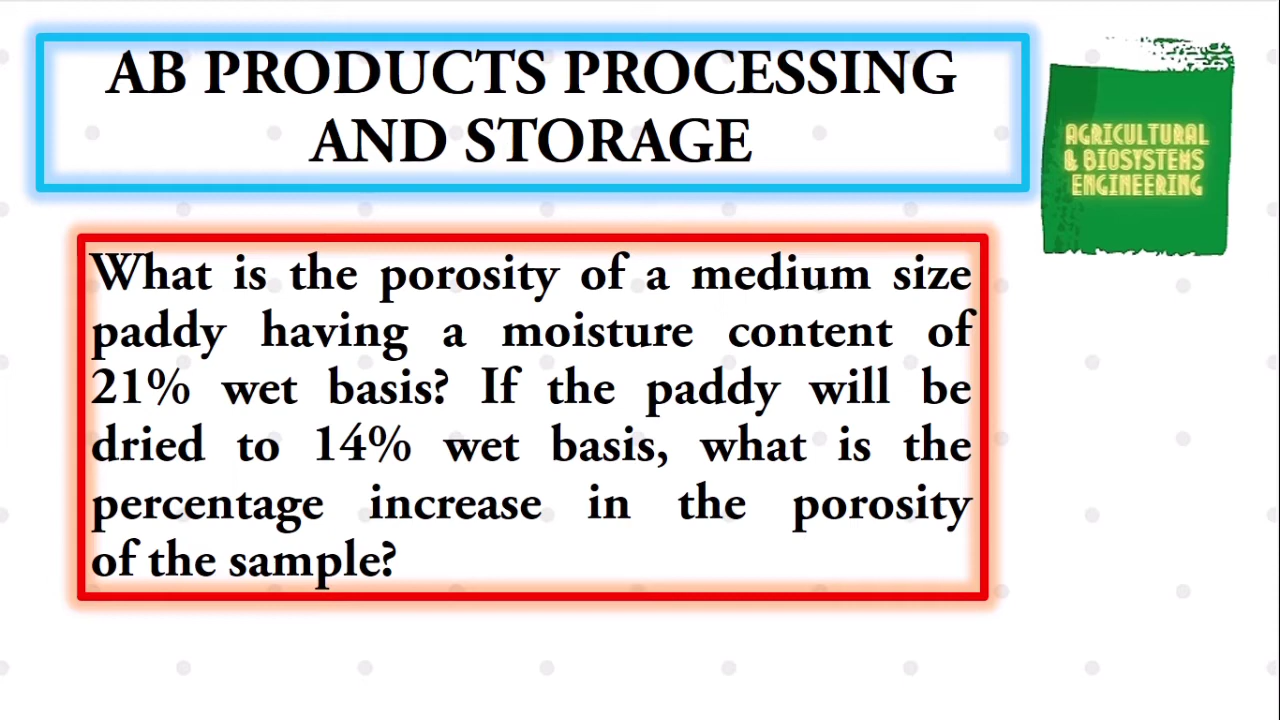 AB PRODUCTS PROCESSING
AND STORAGE
AGRICULTURAL
& BIOSYSTEMS
ENGINEERING
What is the porosity of a medium size
paddy having a moisture content of
21% wet basis? If the paddy will be
dried to 14% wet basis, what is the
percentage increase in the porosity
of the sample?